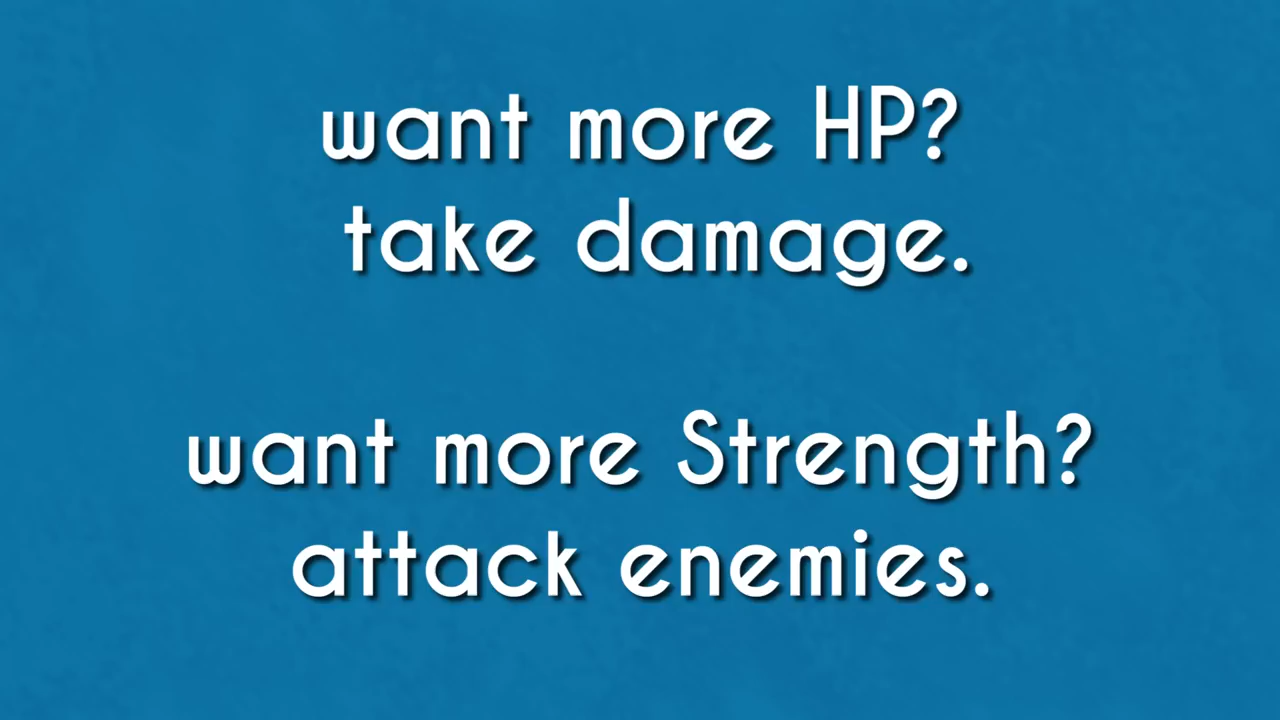 want more HP?
take damage.
want more Strength?
attack enemies.